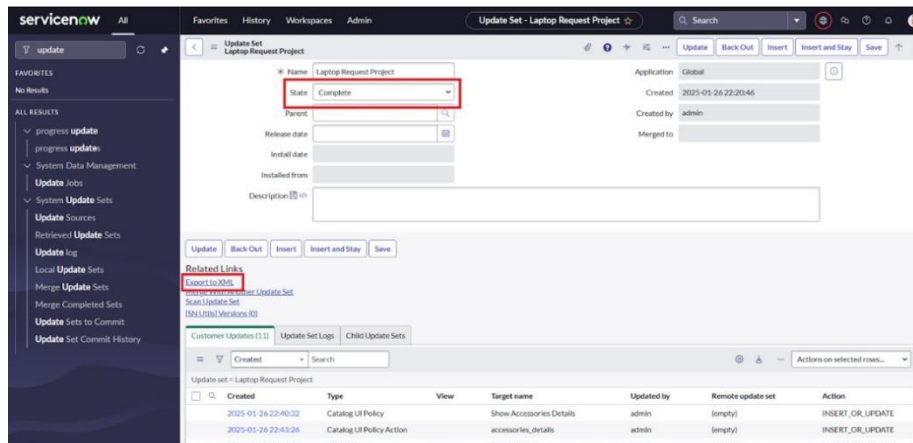 servicenow All Favorites History Workspaces Admin Update Set - Laptop Request Project Search
update
FAVORITES
No Results
ALL RESULTS
progress update
progress updates
System Data Management
Update Jobs
System Update Sets
Update Sources
Retrieved Update Sets
Update log
Local Update Sets
Merge Update Sets
Merge Completed Sets
Update Sets to Commit
Update Set Commit History
Update Set
Laptop Request Project
Update Back Out Insert Insert and Stay Save
* Name Laptop Request Project
Application Global
State Complete
Created 2025-01-26 22:20:46
Parent
Created by admin
Release date
Merged to
Install date
Installed from
Description
Update Back Out Insert Insert and Stay Save
Related Links
Export to XML
Merge With Another Update Set
Scan Update Set
[SN Utils] Versions (0)
Customer Updates (11) Update Set Logs Child Update Sets
Created Search Actions on selected rows...
Update set = Laptop Request Project
Created Type View Target name Updated by Remote update set Action
2025-01-26 22:40:32 Catalog UI Policy Show Accessories Details admin (empty) INSERT_OR_UPDATE
2025-01-26 22:43:26 Catalog UI Policy Action accessories_details admin (empty) INSERT_OR_UPDATE